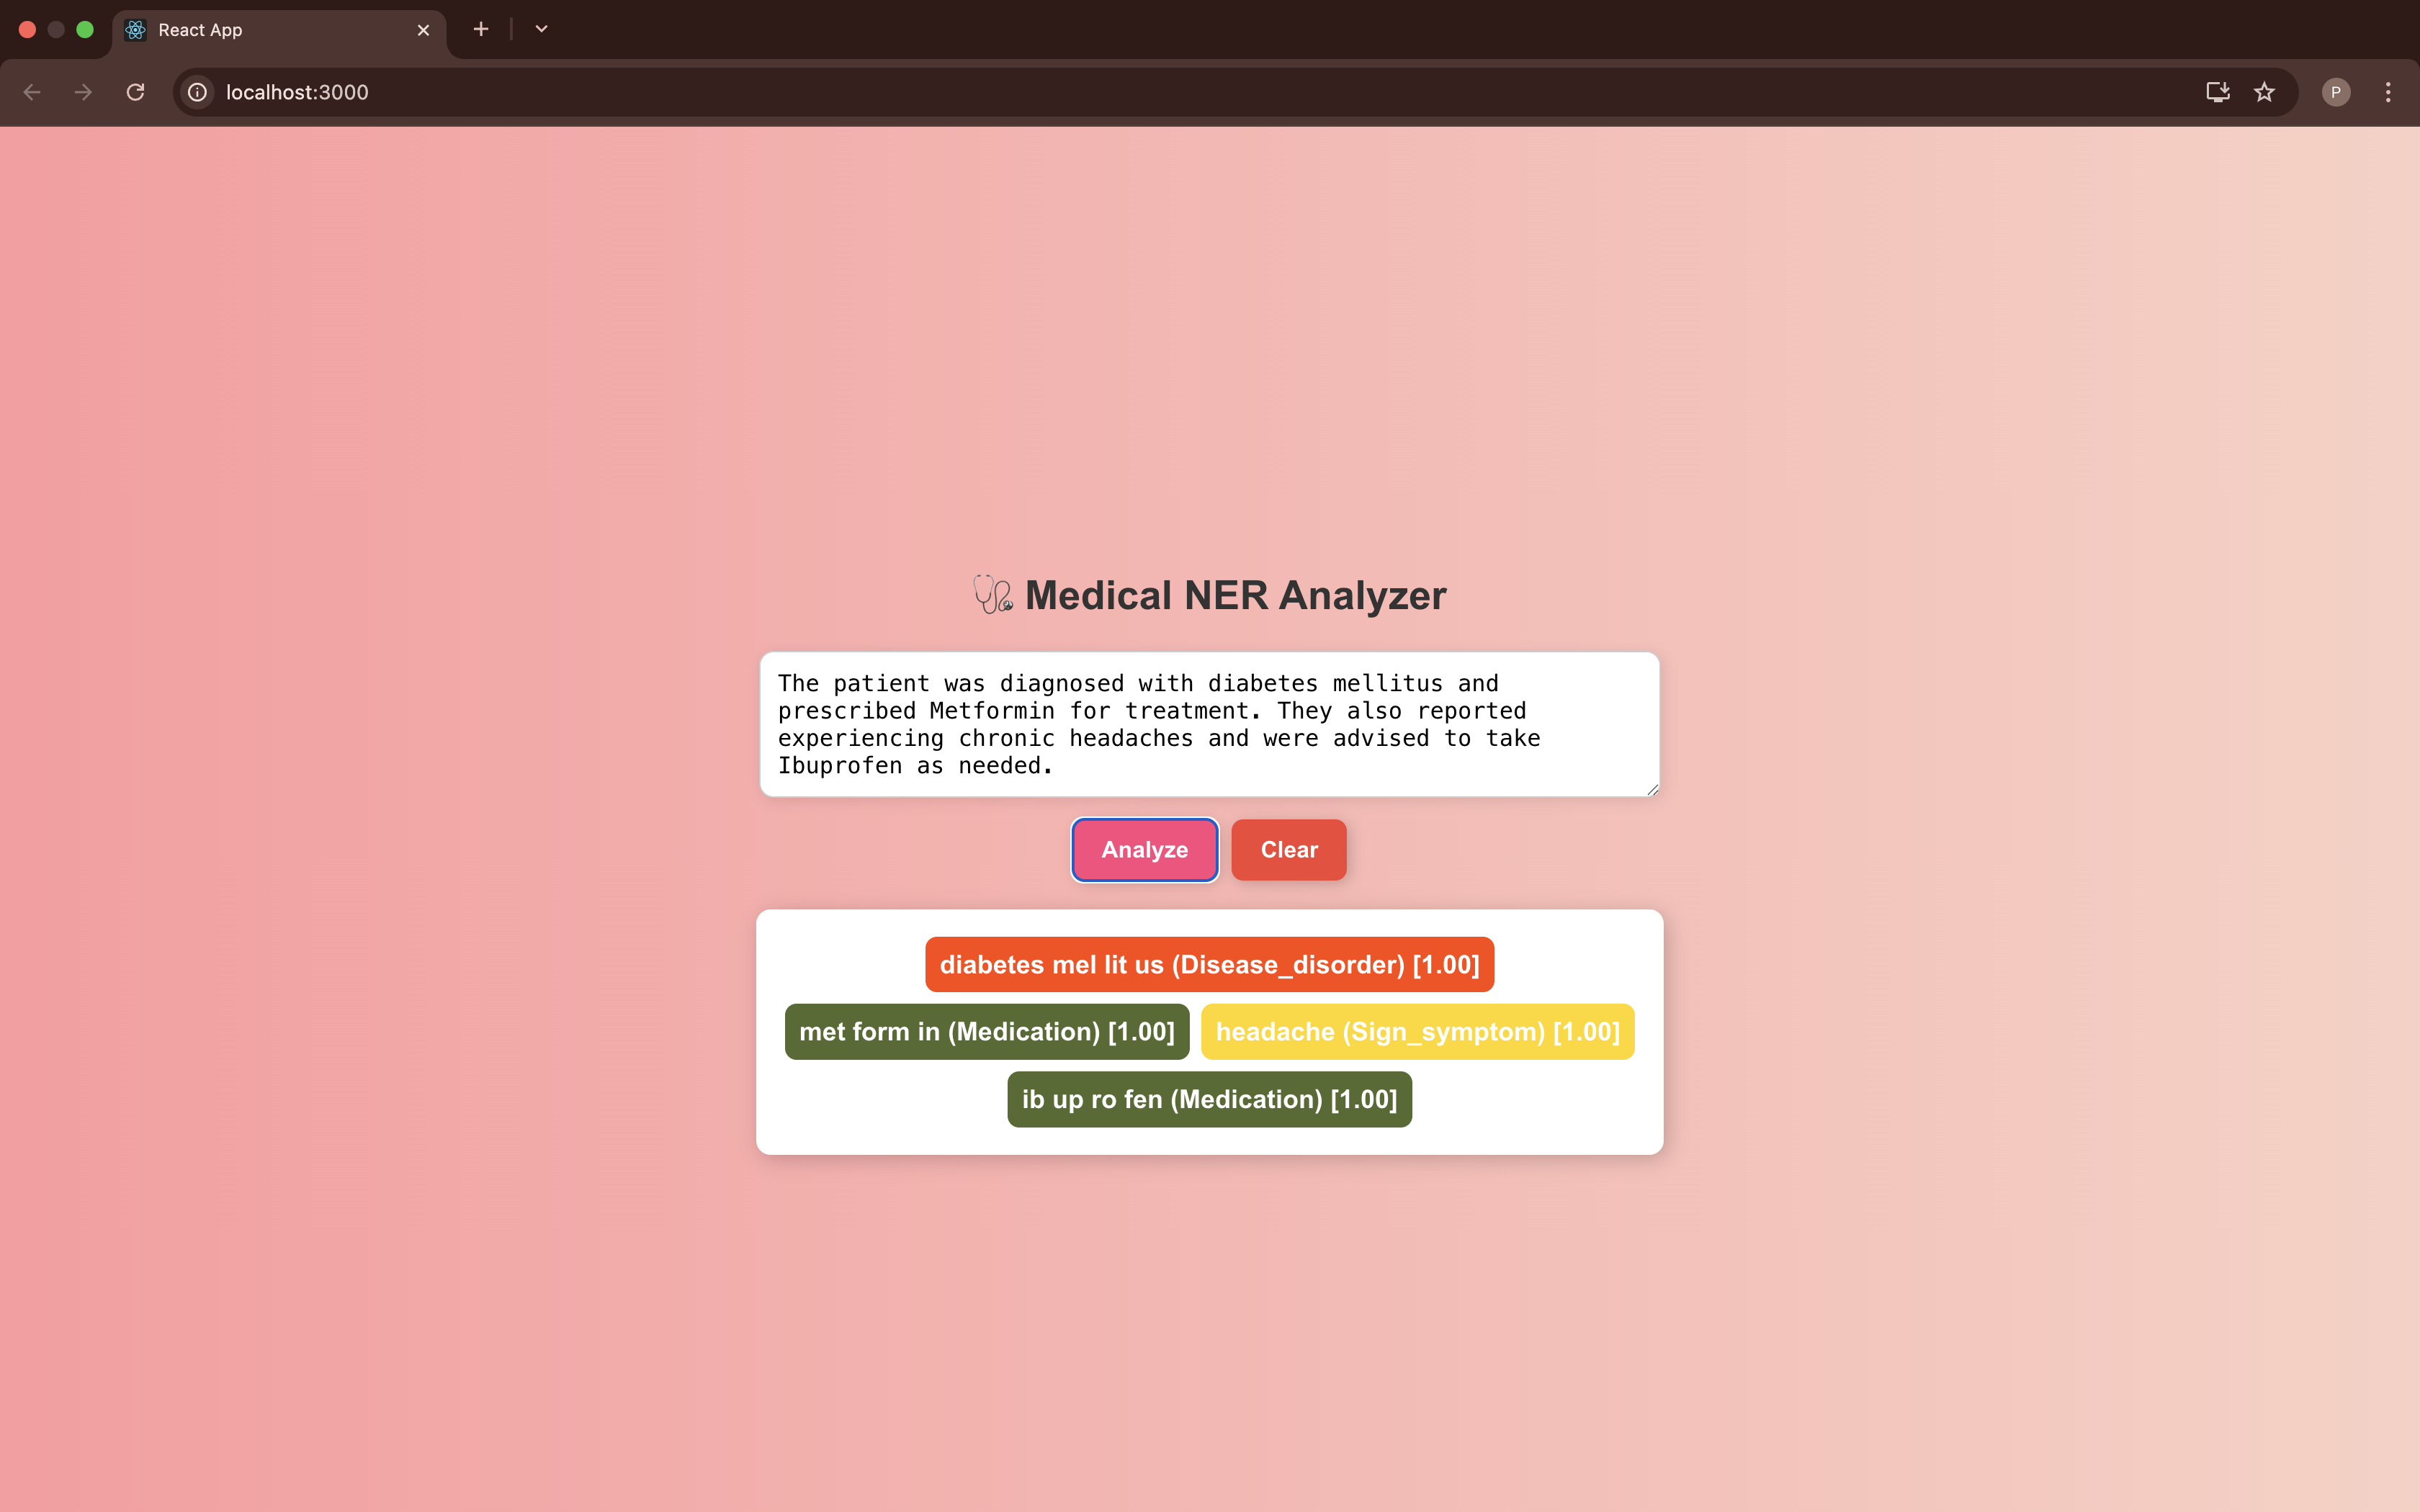 React App
localhost:3000
P
🩺 Medical NER Analyzer
The patient was diagnosed with diabetes mellitus and
prescribed Metformin for treatment. They also reported
experiencing chronic headaches and were advised to take
Ibuprofen as needed.
Analyze Clear
diabetes mel lit us (Disease_disorder) [1.00]
met form in (Medication) [1.00] headache (Sign_symptom) [1.00]
ib up ro fen (Medication) [1.00]